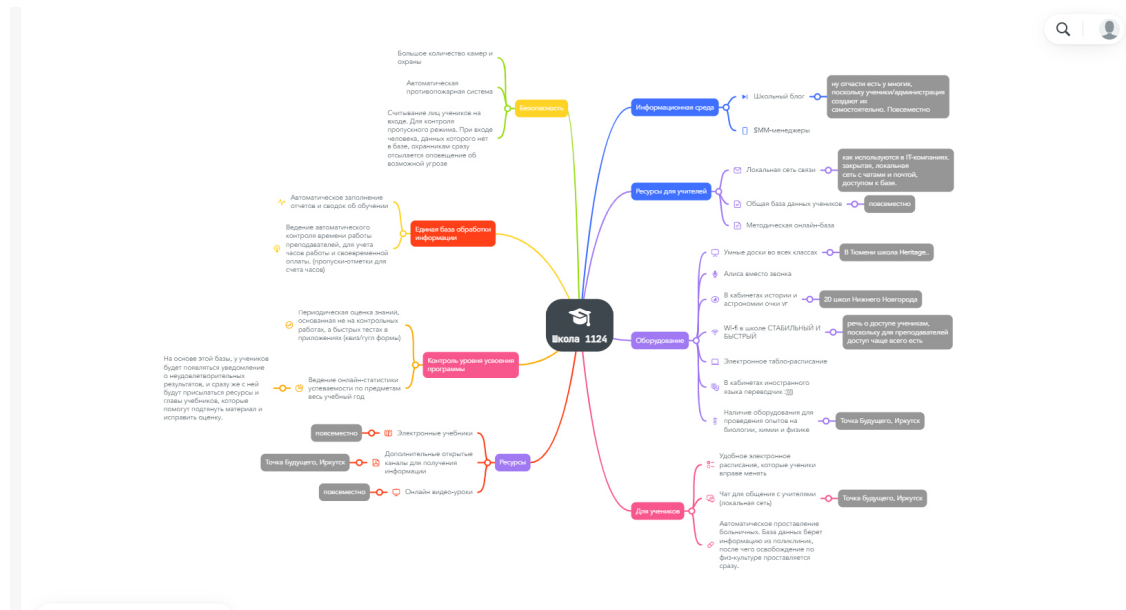 Большое количество камер и
охраны
Автоматическая
противопожарная система
Считывание лиц учеников на
входе. Для контроля
пропускного режима. При входе
человека, данных которого нет
в базе, охранникам сразу
отсылается оповещение об
возможной угрозе
Безопасность
Автоматическое заполнение
отчетов и сводок об обучении
Ведение автоматического
контроля времени работы
преподавателей, для учета
часов работы и своевременной
оплаты. (пропуски-отметки для
счета часов)
Единая база обработки
информации
Периодическая оценка знаний,
основанная не на контрольных
работах, а быстрых тестах в
приложениях (квиз/гугл формы)
На основе этой базы, у учеников
будет появляться уведомление
о неудовлетворительных
результатов, и сразу же с ней
будут присылаться ресурсы и
главы учебников, которые
помогут подтянуть материал и
исправить оценку.
Ведение онлайн-статистики
успеваемости по предметам
весь учебный год
Контроль уровня усвоения
программы
повсеместно
Электронные учебники
Точка Будущего, Иркутск
Дополнительные открытые
каналы для получения
информации
повсеместно
Онлайн видео-уроки
Ресурсы
Школа 1124
Информационная среда
Школьный блог
ну отчасти есть у многих,
поскольку ученики/администрация
создают их
самостоятельно. Повсеместно
SMM-менеджеры
Ресурсы для учителей
Локальная сеть связи
как используются в IT-компаниях.
закрытая, локальная
сеть с чатами и почтой,
доступом к базе.
Общая база данных учеников
повсеместно
Методическая онлайн-база
Оборудование
Умные доски во всех классах
В Тюмени школа Heritage..
Алиса вместо звонка
В кабинетах истории и
астрономии очки vr
20 школ Нижнего Новгорода
Wi-fi в школе СТАБИЛЬНЫЙ И
БЫСТРЫЙ
речь о доступе ученикам,
поскольку для преподавателей
доступ чаще всего есть
Электронное табло-расписание
В кабинетах иностранного
языка переводчик :)))
Наличие оборудования для
проведения опытов на
биологии, химии и физике
Точка Будущего, Иркутск
Для учеников
Удобное электронное
расписание, которые ученики
вправе менять
Чат для общения с учителями
(локальная сеть)
Точка будущего, Иркутск
Автоматическое проставление
больничных. База данных берет
информацию из поликлиник,
после чего освобождение по
физ-культуре проставляется
сразу.